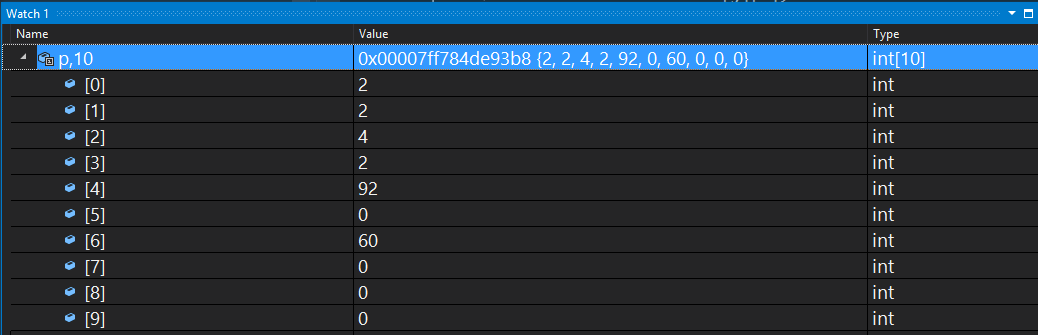 Watch 1
Name Value Type
p,10 0x00007ff784de93b8 {2, 2, 4, 2, 92, 0, 60, 0, 0, 0} int[10]
[0] 2 int
[1] 2 int
[2] 4 int
[3] 2 int
[4] 92 int
[5] 0 int
[6] 60 int
[7] 0 int
[8] 0 int
[9] 0 int